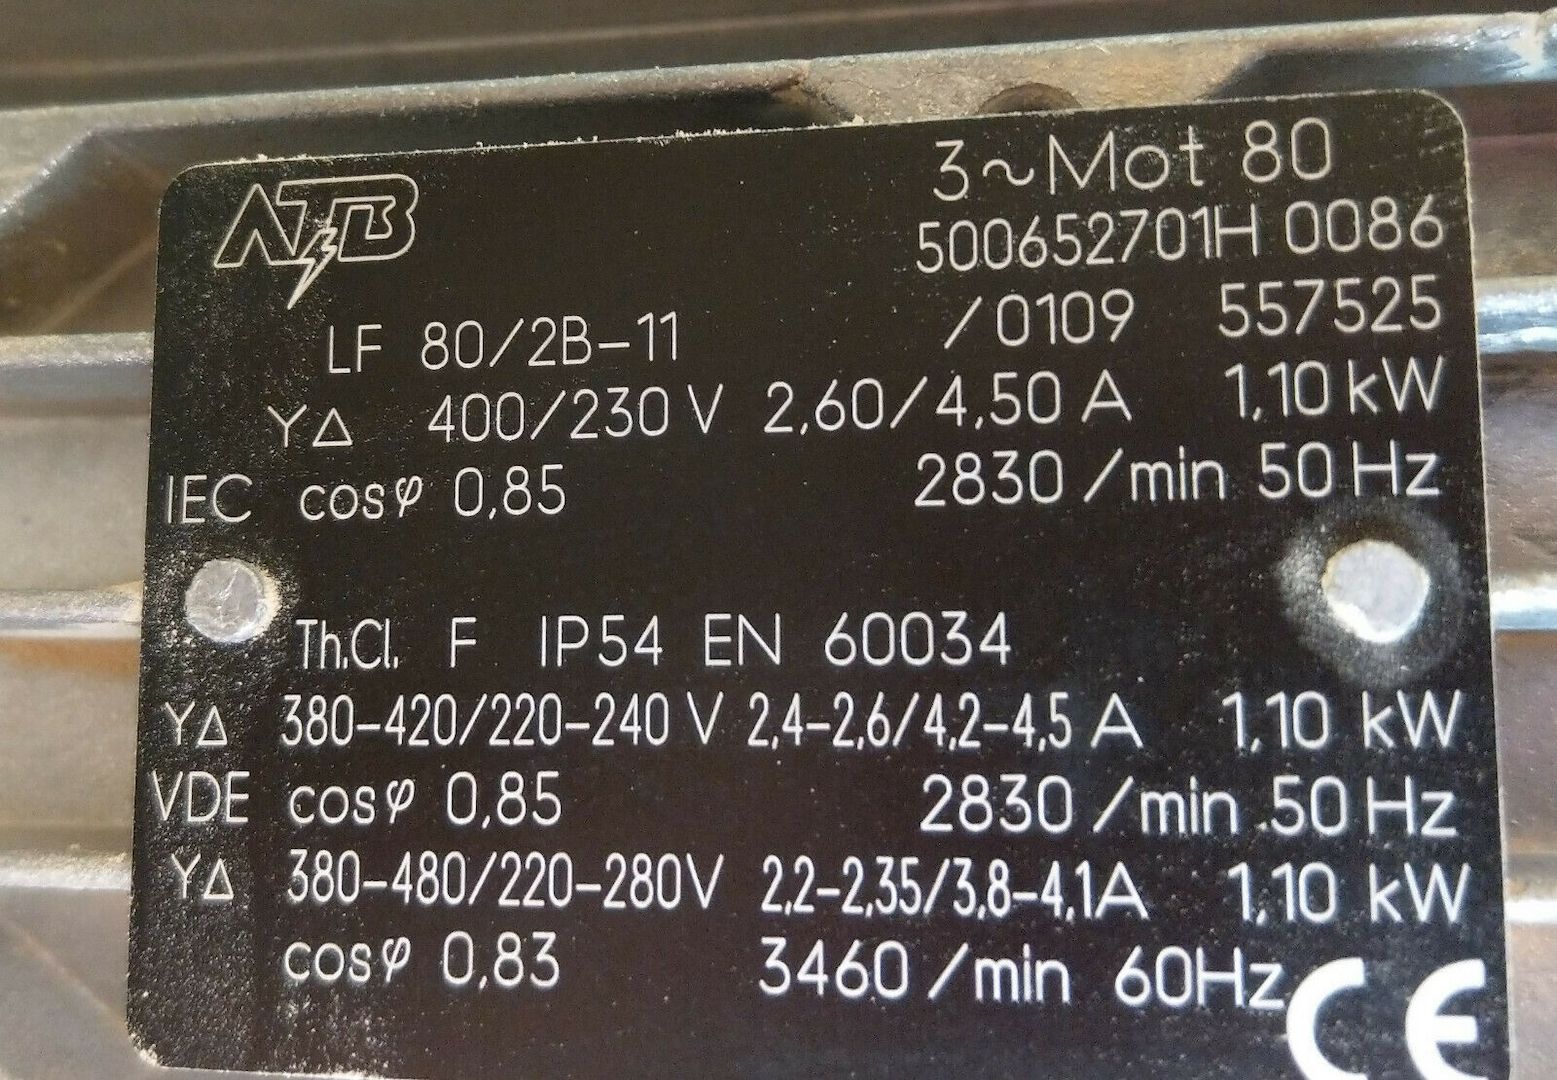 ATB 3~Mot 80
500652701H 0086
LF 80/2B-11 /0109 557525
Y△ 400/230 V 2,60/4,50 A 1,10 kW
IEC cosφ 0,85 2830 /min 50 Hz
Th.Cl. F IP54 EN 60034
Y△ 380-420/220-240 V 2,4-2,6/4,2-4,5 A 1,10 kW
VDE cosφ 0,85 2830 /min 50 Hz
Y△ 380-480/220-280V 2,2-2,35/3,8-4,1A 1,10 kW
cosφ 0,83 3460 /min 60Hz CE